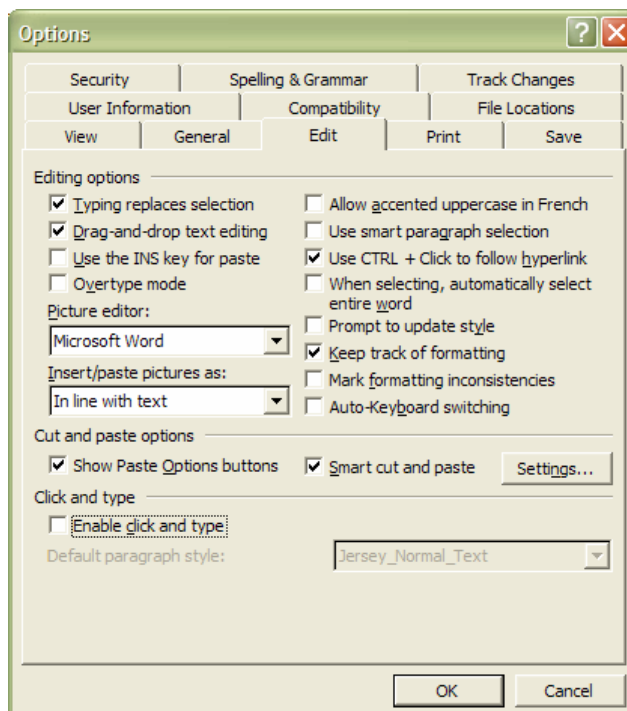 Options
Security Spelling & Grammar Track Changes
User Information Compatibility File Locations
View General Edit Print Save
Editing options
Typing replaces selection
Drag-and-drop text editing
Use the INS key for paste
Overtype mode
Picture editor:
Microsoft Word
Insert/paste pictures as:
In line with text
Allow accented uppercase in French
Use smart paragraph selection
Use CTRL + Click to follow hyperlink
When selecting, automatically select
entire word
Prompt to update style
Keep track of formatting
Mark formatting inconsistencies
Auto-Keyboard switching
Cut and paste options
Show Paste Options buttons Smart cut and paste Settings...
Click and type
Enable click and type
Default paragraph style: Jersey_Normal_Text
OK Cancel